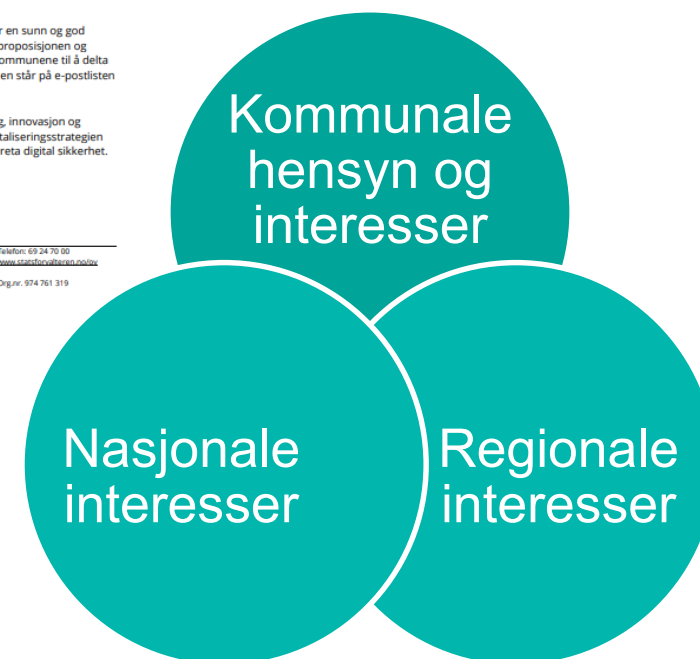 r en sunn og god
proposisjonen og
ommunene til å delta
en står på e-postlisten
g, innovasjon og
taliseringsstrategien
reta digital sikkerhet.
Telefon: 69 24 70 00
www.statsforvalteren.no/ov
Org.nr. 974 761 319
Kommunale
hensyn og
interesser
Nasjonale
interesser
Regionale
interesser